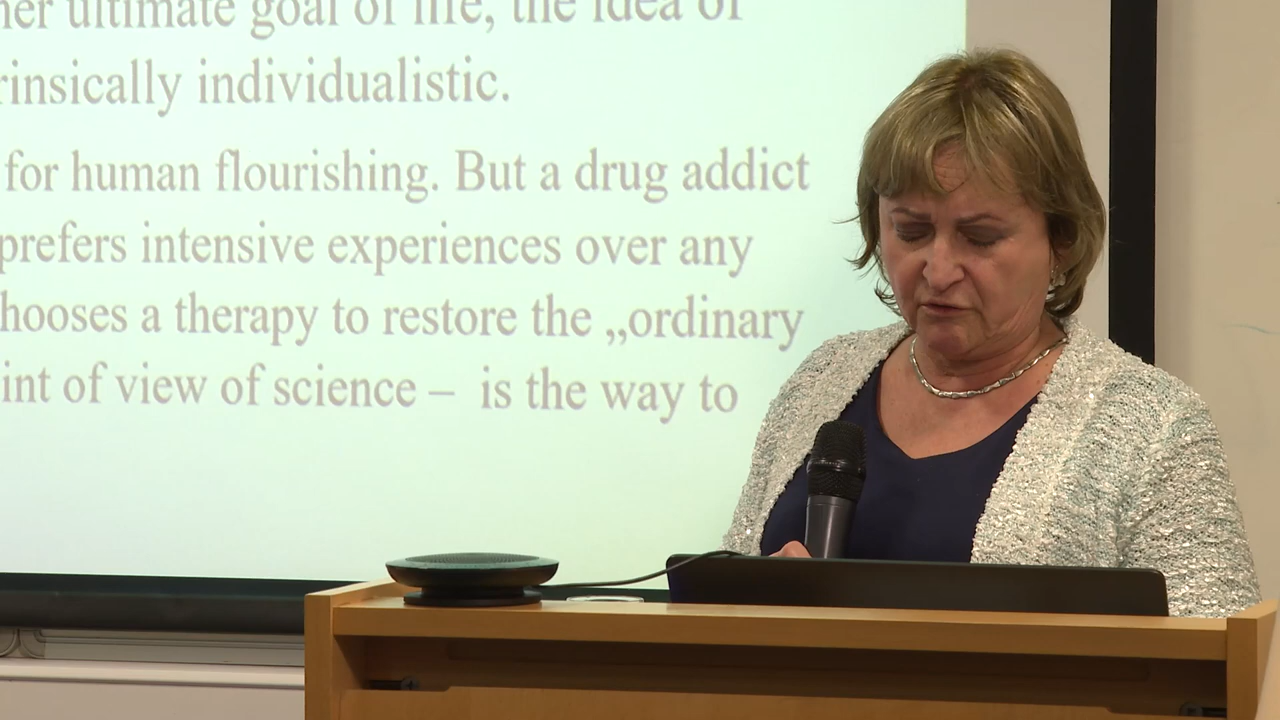 ner ultimate goal of life, the idea of
rinsically individualistic.
for human flourishing. But a drug addict
prefers intensive experiences over any
hooses a therapy to restore the „ordinary
int of view of science – is the way to